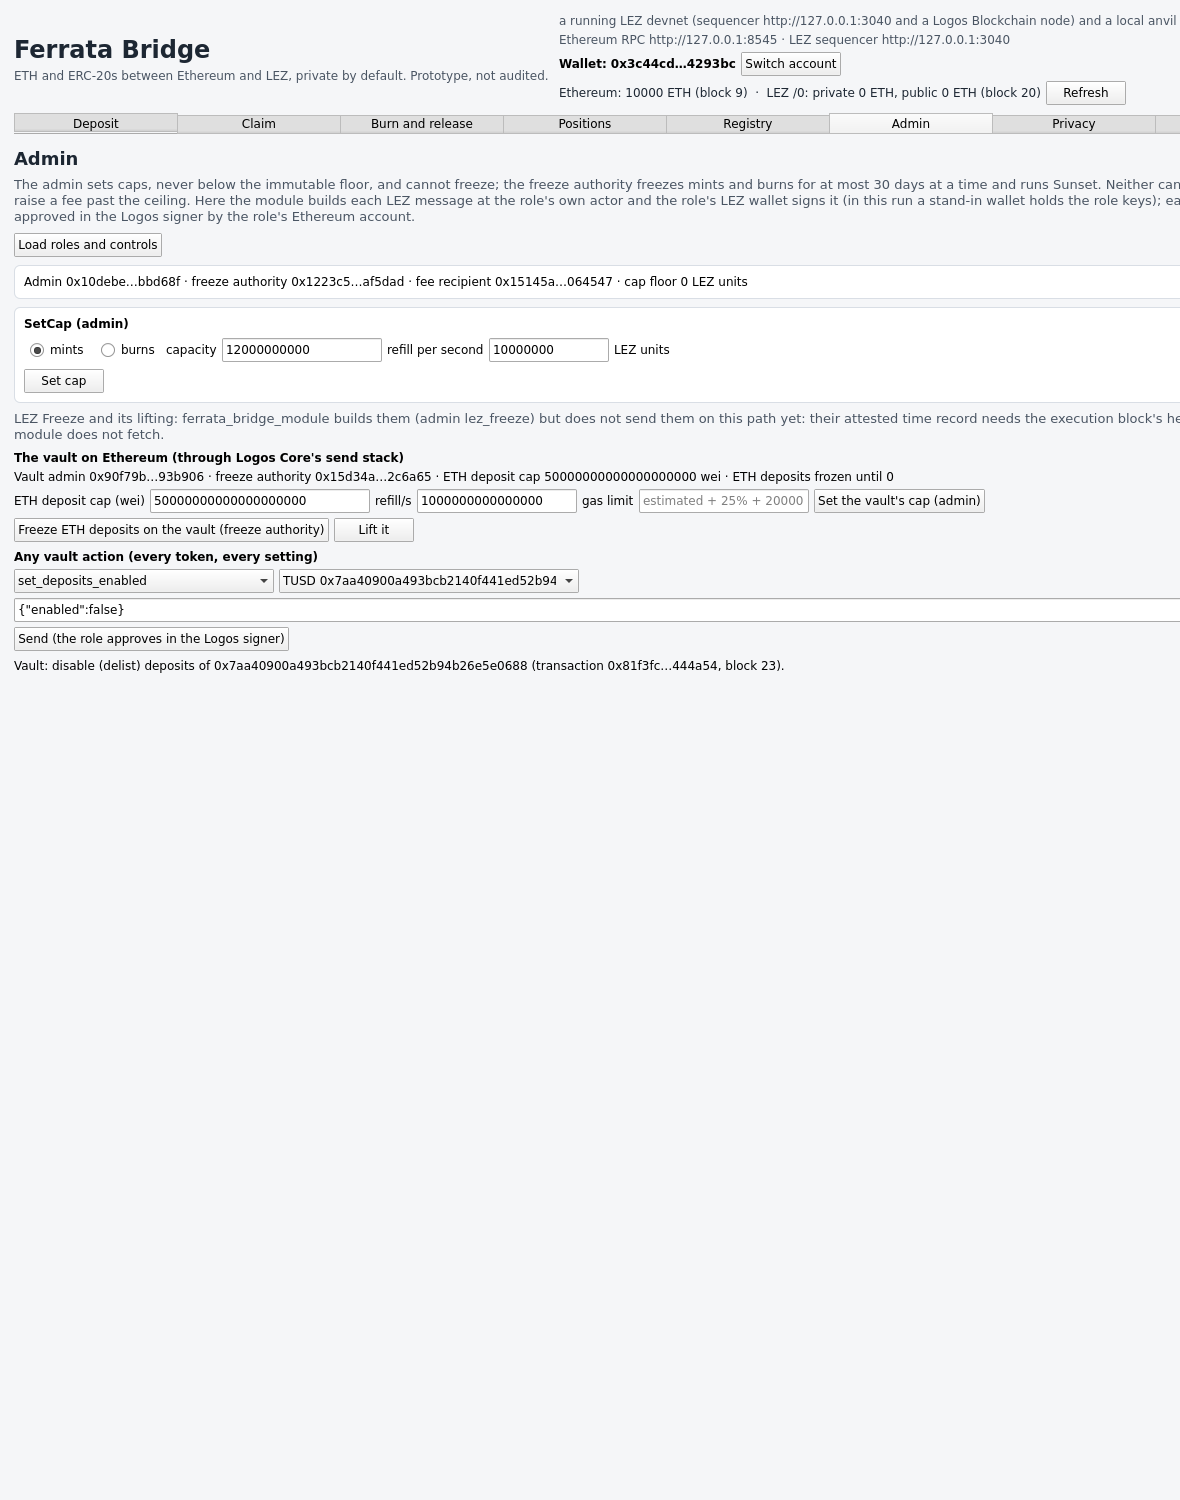 a running LEZ devnet (sequencer http://127.0.0.1:3040 and a Logos Blockchain node) and a local anvil
Ferrata Bridge
Ethereum RPC http://127.0.0.1:8545 · LEZ sequencer http://127.0.0.1:3040
Wallet: 0x3c44cd…4293bc Switch account
ETH and ERC-20s between Ethereum and LEZ, private by default. Prototype, not audited.
Ethereum: 10000 ETH (block 9) · LEZ /0: private 0 ETH, public 0 ETH (block 20) Refresh
Deposit Claim Burn and release Positions Registry Admin Privacy
Admin
The admin sets caps, never below the immutable floor, and cannot freeze; the freeze authority freezes mints and burns for at most 30 days at a time and runs Sunset. Neither can
raise a fee past the ceiling. Here the module builds each LEZ message at the role's own actor and the role's LEZ wallet signs it (in this run a stand-in wallet holds the role keys); ea
approved in the Logos signer by the role's Ethereum account.
Load roles and controls
Admin 0x10debe…bbd68f · freeze authority 0x1223c5…af5dad · fee recipient 0x15145a…064547 · cap floor 0 LEZ units
SetCap (admin)
mints burns capacity 12000000000 refill per second 10000000 LEZ units
Set cap
LEZ Freeze and its lifting: ferrata_bridge_module builds them (admin lez_freeze) but does not send them on this path yet: their attested time record needs the execution block's he
module does not fetch.
The vault on Ethereum (through Logos Core's send stack)
Vault admin 0x90f79b…93b906 · freeze authority 0x15d34a…2c6a65 · ETH deposit cap 50000000000000000000 wei · ETH deposits frozen until 0
ETH deposit cap (wei) 50000000000000000000 refill/s 1000000000000000 gas limit estimated + 25% + 20000 Set the vault's cap (admin)
Freeze ETH deposits on the vault (freeze authority) Lift it
Any vault action (every token, every setting)
set_deposits_enabled TUSD 0x7aa40900a493bcb2140f441ed52b94
{"enabled":false}
Send (the role approves in the Logos signer)
Vault: disable (delist) deposits of 0x7aa40900a493bcb2140f441ed52b94b26e5e0688 (transaction 0x81f3fc…444a54, block 23).